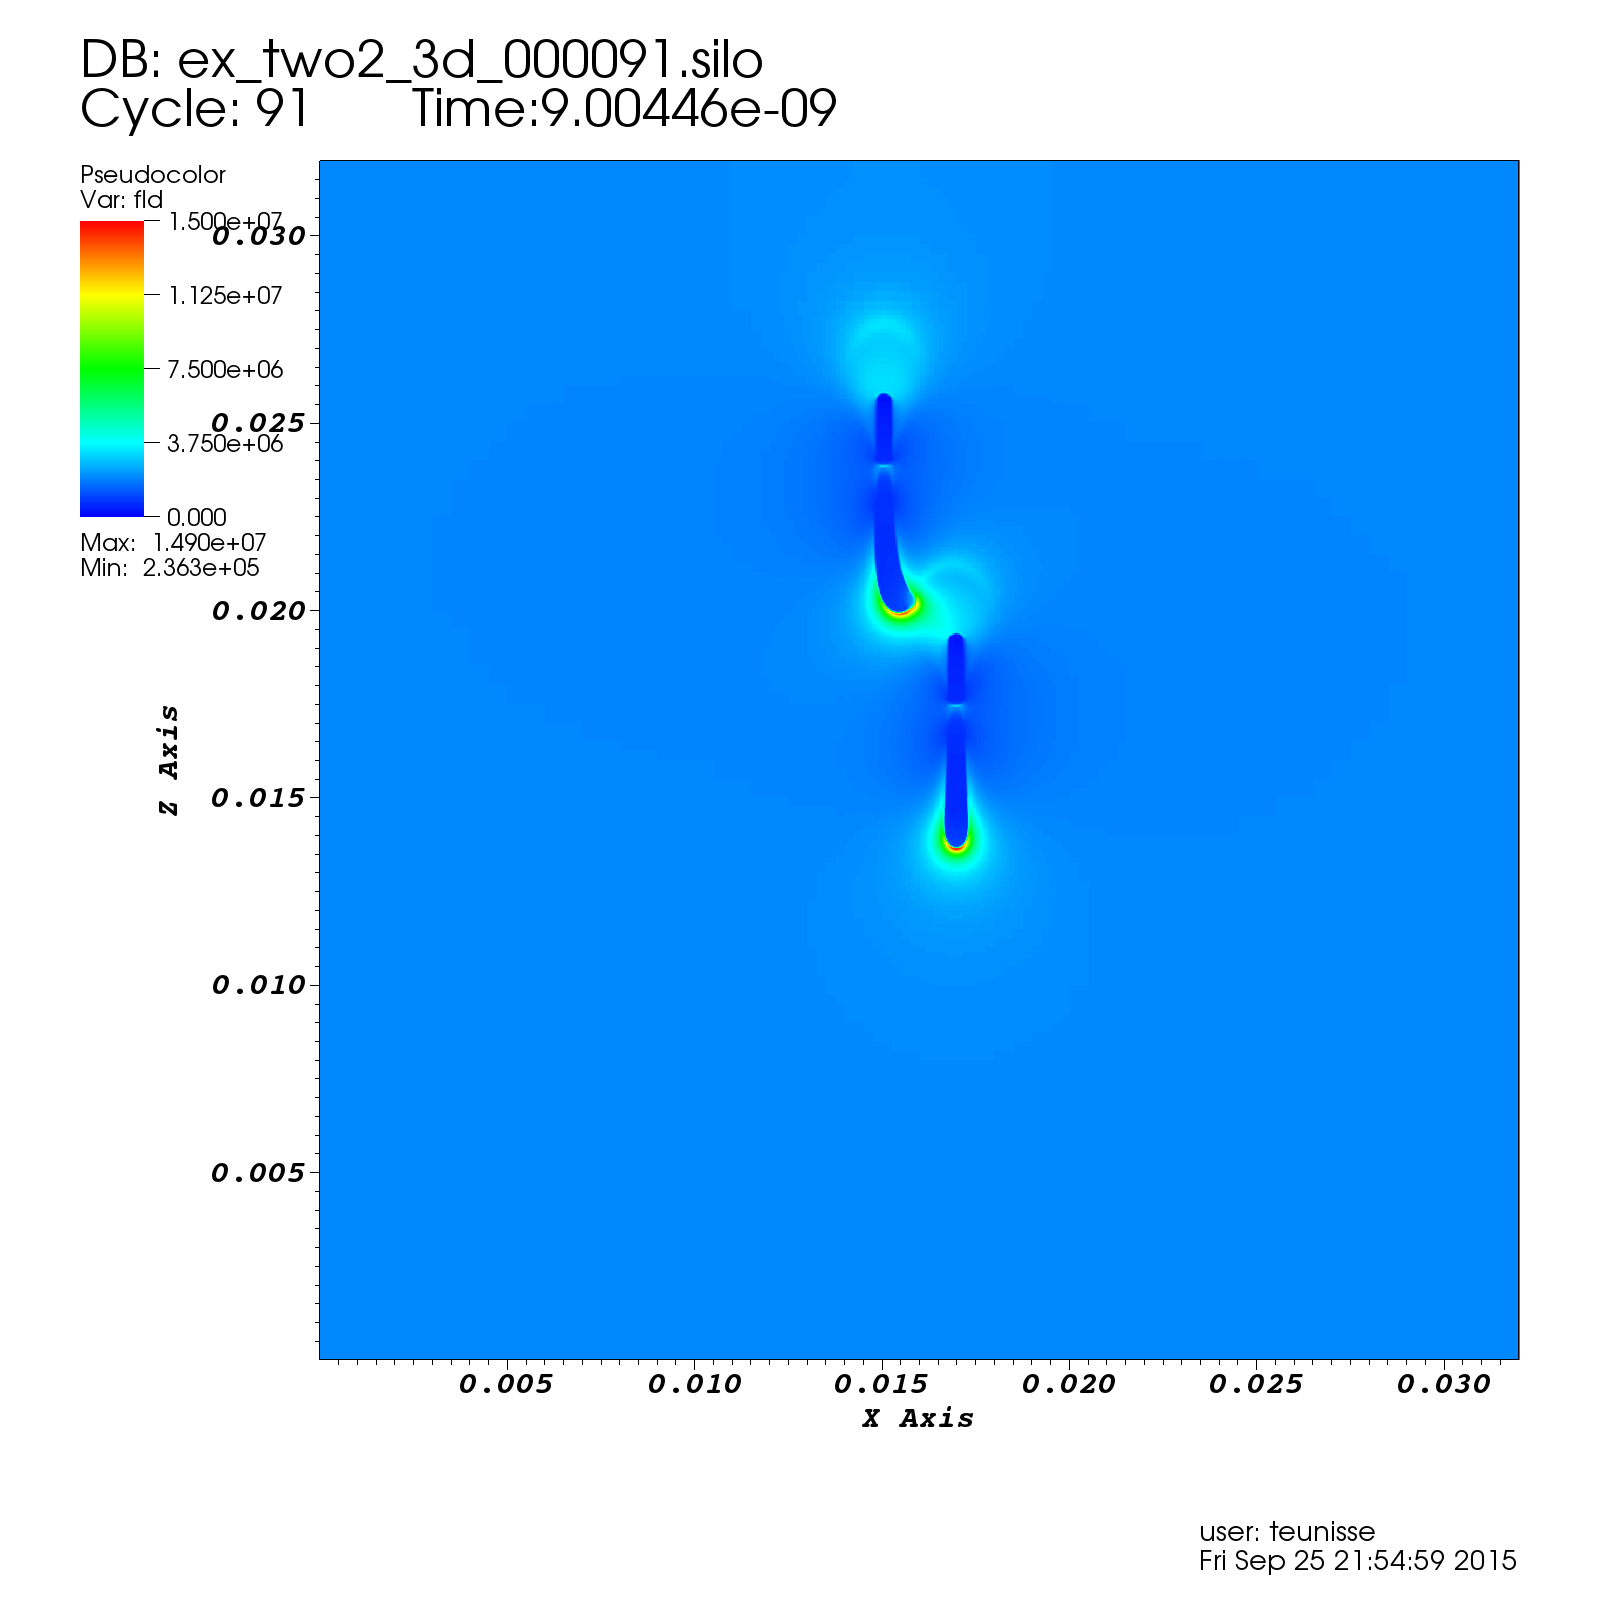 DB: ex_two2_3d_000091.silo
Cycle: 91 Time:9.00446e-09
Pseudocolor
Var: fld
1.500e+07
1.125e+07
7.500e+06
3.750e+06
0.000
Max: 1.490e+07
Min: 2.363e+05
0.030
0.025
0.020
0.015
0.010
0.005
Z Axis
0.005 0.010 0.015 0.020 0.025 0.030
X Axis
user: teunisse
Fri Sep 25 21:54:59 2015